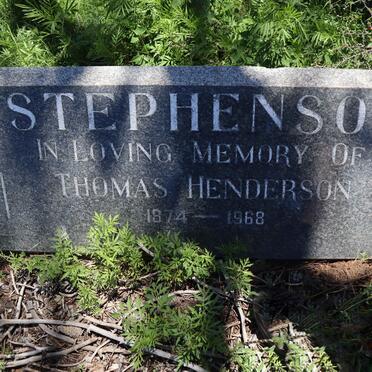 STEPHENSO
IN LOVING MEMORY OF
THOMAS HENDERSON
1874 — 1968